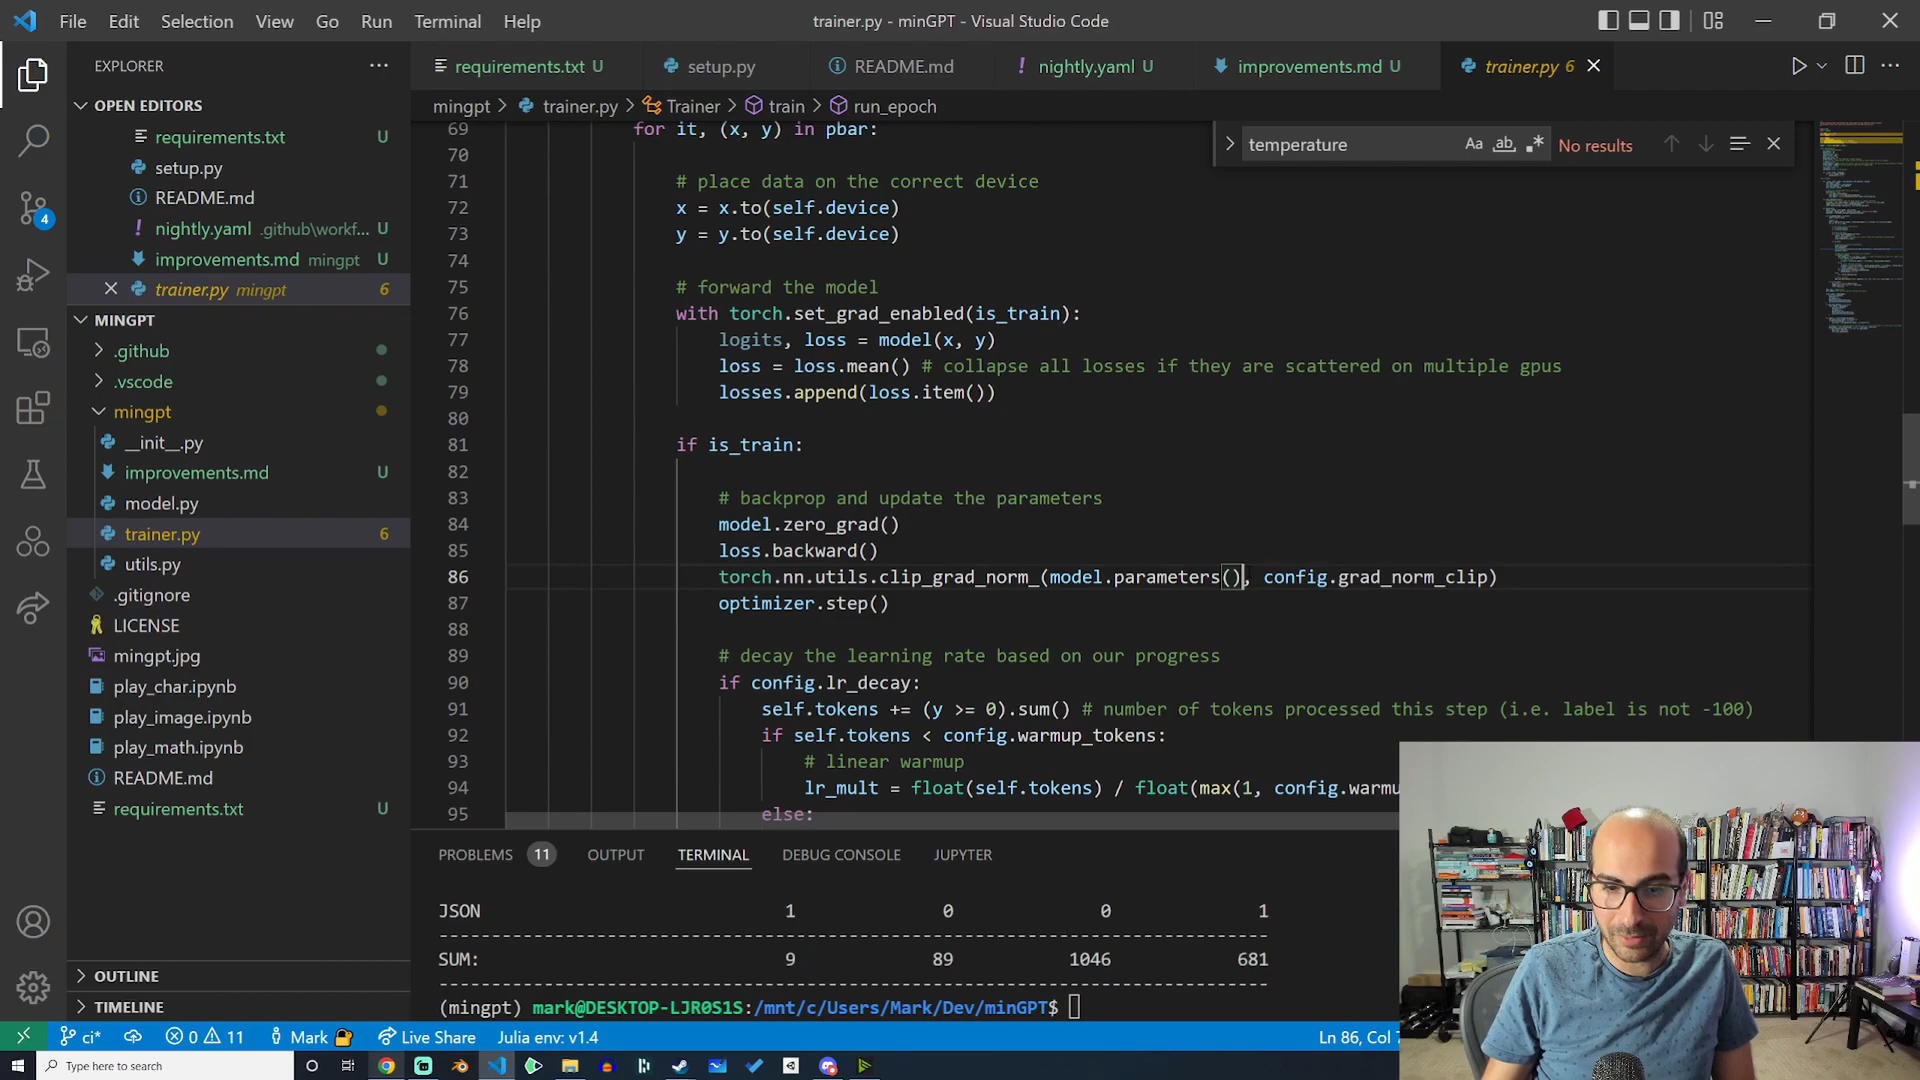 File Edit Selection View Go Run Terminal Help
trainer.py - minGPT - Visual Studio Code
EXPLORER
OPEN EDITORS
requirements.txt U
setup.py
README.md
nightly.yaml .github\workf... U
improvements.md mingpt U
trainer.py mingpt 6
MINGPT
.github
.vscode
mingpt
__init__.py
improvements.md U
model.py
trainer.py 6
utils.py
.gitignore
LICENSE
mingpt.jpg
play_char.ipynb
play_image.ipynb
play_math.ipynb
README.md
requirements.txt U
OUTLINE
TIMELINE
4
requirements.txt U
setup.py
README.md
nightly.yaml U
improvements.md U
trainer.py 6
mingpt > trainer.py > Trainer > train > run_epoch
temperature Aa ab No results
69 for it, (x, y) in pbar:
70
71 # place data on the correct device
72 x = x.to(self.device)
73 y = y.to(self.device)
74
75 # forward the model
76 with torch.set_grad_enabled(is_train):
77 logits, loss = model(x, y)
78 loss = loss.mean() # collapse all losses if they are scattered on multiple gpus
79 losses.append(loss.item())
80
81 if is_train:
82
83 # backprop and update the parameters
84 model.zero_grad()
85 loss.backward()
86 torch.nn.utils.clip_grad_norm_(model.parameters(), config.grad_norm_clip)
87 optimizer.step()
88
89 # decay the learning rate based on our progress
90 if config.lr_decay:
91 self.tokens += (y >= 0).sum() # number of tokens processed this step (i.e. label is not -100)
92 if self.tokens < config.warmup_tokens:
93 # linear warmup
94 lr_mult = float(self.tokens) / float(max(1, config.warmu
95 else:
PROBLEMS 11 OUTPUT TERMINAL DEBUG CONSOLE JUPYTER
JSON 1 0 0 1
-------------------------------------------------------------------------------
SUM: 9 89 1046 681
-------------------------------------------------------------------------------
(mingpt) mark@DESKTOP-LJR0S1S:/mnt/c/Users/Mark/Dev/minGPT$
ci* 0 11 Mark Live Share Julia env: v1.4 Ln 86, Col
Type here to search